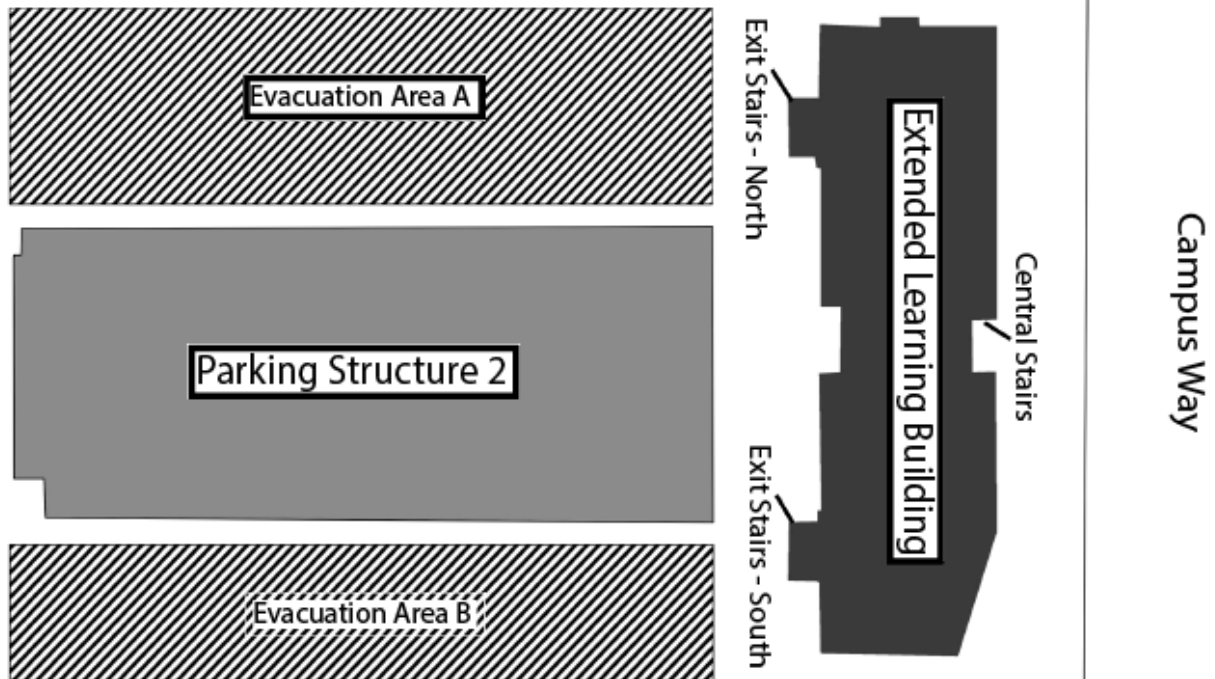 Evacuation Area A
Exit Stairs - North
Extended Learning Building
Campus Way
Central Stairs
Parking Structure 2
Exit Stairs - South
Evacuation Area B